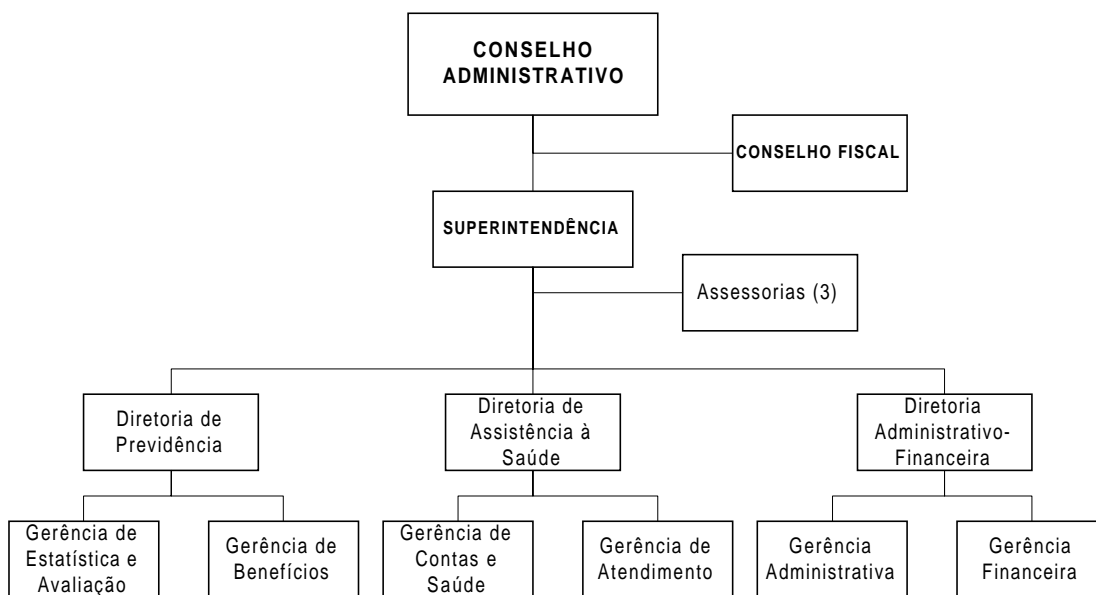 CONSELHO
ADMINISTRATIVO
CONSELHO FISCAL
SUPERINTENDÊNCIA
Assessorias (3)
Diretoria de
Previdência
Diretoria de
Assistência à
Saúde
Diretoria
Administrativo-
Financeira
Gerência de
Estatística e
Avaliação
Gerência de
Benefícios
Gerência de
Contas e
Saúde
Gerência de
Atendimento
Gerência
Administrativa
Gerência
Financeira